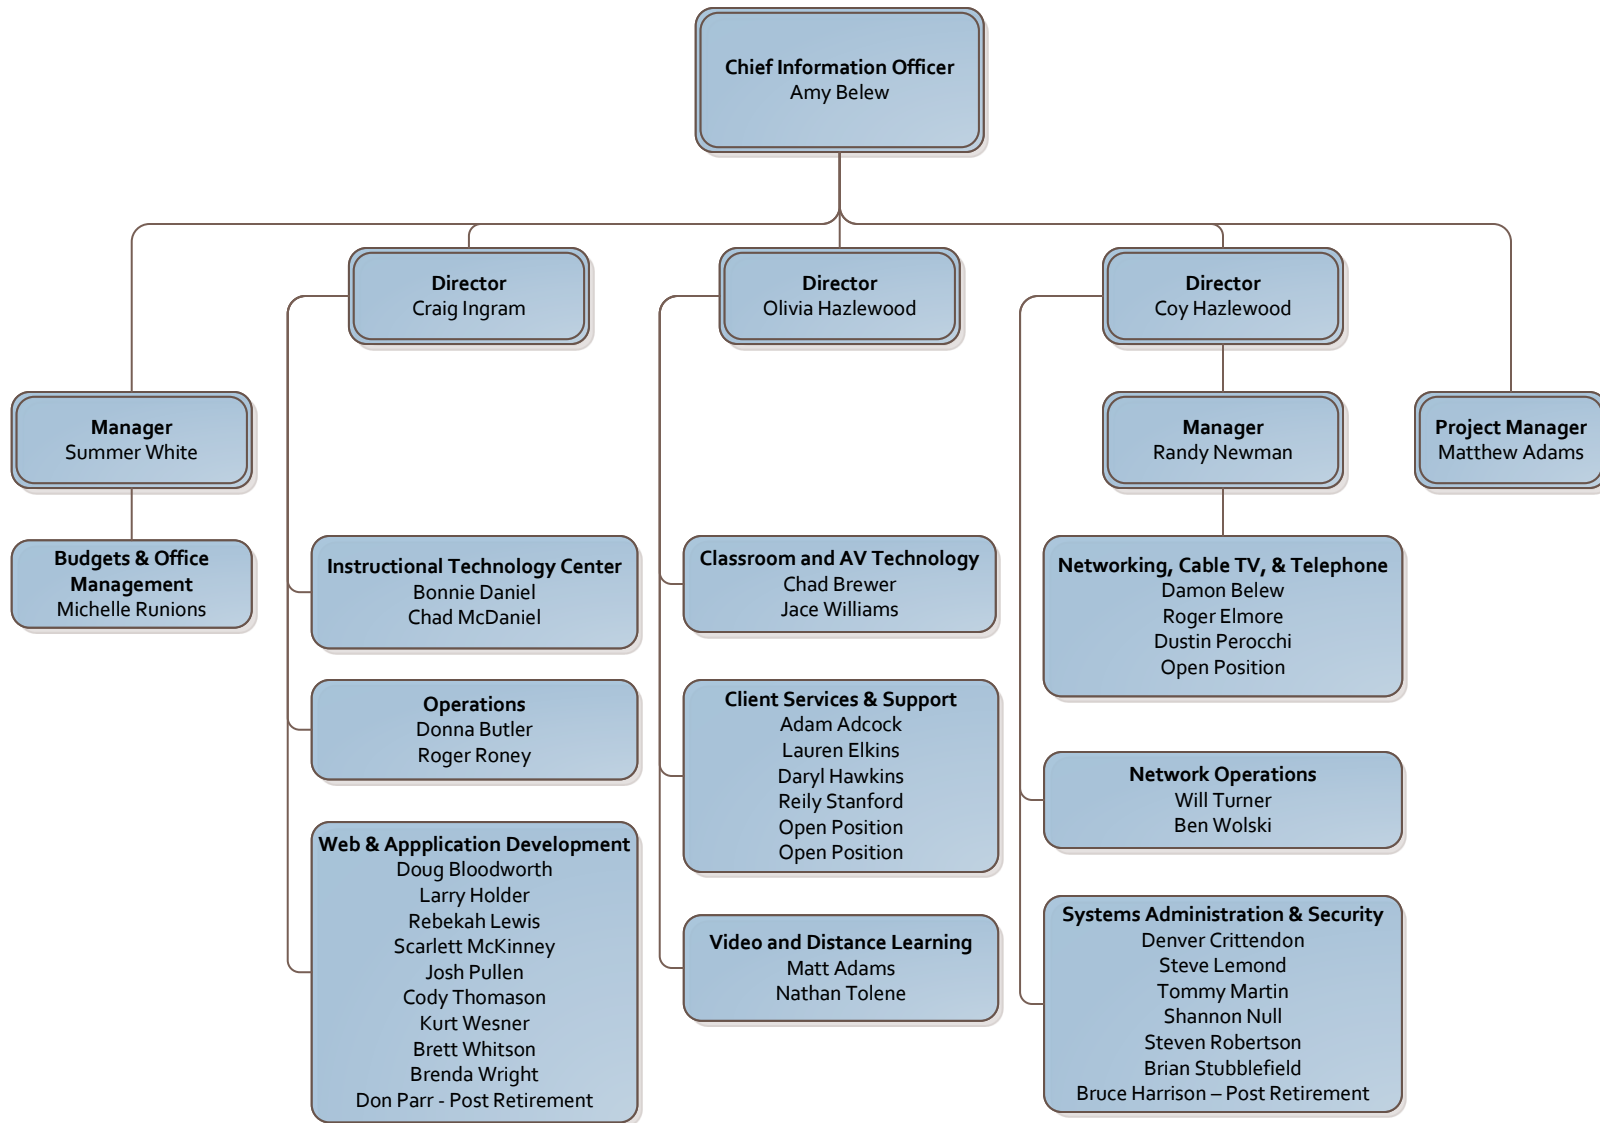 Chief Information Officer
Amy Belew
Director
Craig Ingram
Director
Olivia Hazlewood
Director
Coy Hazlewood
Manager
Summer White
Manager
Randy Newman
Project Manager
Matthew Adams
Budgets & Office
Management
Michelle Runions
Instructional Technology Center
Bonnie Daniel
Chad McDaniel
Operations
Donna Butler
Roger Roney
Web & Appplication Development
Doug Bloodworth
Larry Holder
Rebekah Lewis
Scarlett McKinney
Josh Pullen
Cody Thomason
Kurt Wesner
Brett Whitson
Brenda Wright
Don Parr - Post Retirement
Classroom and AV Technology
Chad Brewer
Jace Williams
Client Services & Support
Adam Adcock
Lauren Elkins
Daryl Hawkins
Reily Stanford
Open Position
Open Position
Video and Distance Learning
Matt Adams
Nathan Tolene
Networking, Cable TV, & Telephone
Damon Belew
Roger Elmore
Dustin Perocchi
Open Position
Network Operations
Will Turner
Ben Wolski
Systems Administration & Security
Denver Crittendon
Steve Lemond
Tommy Martin
Shannon Null
Steven Robertson
Brian Stubblefield
Bruce Harrison – Post Retirement